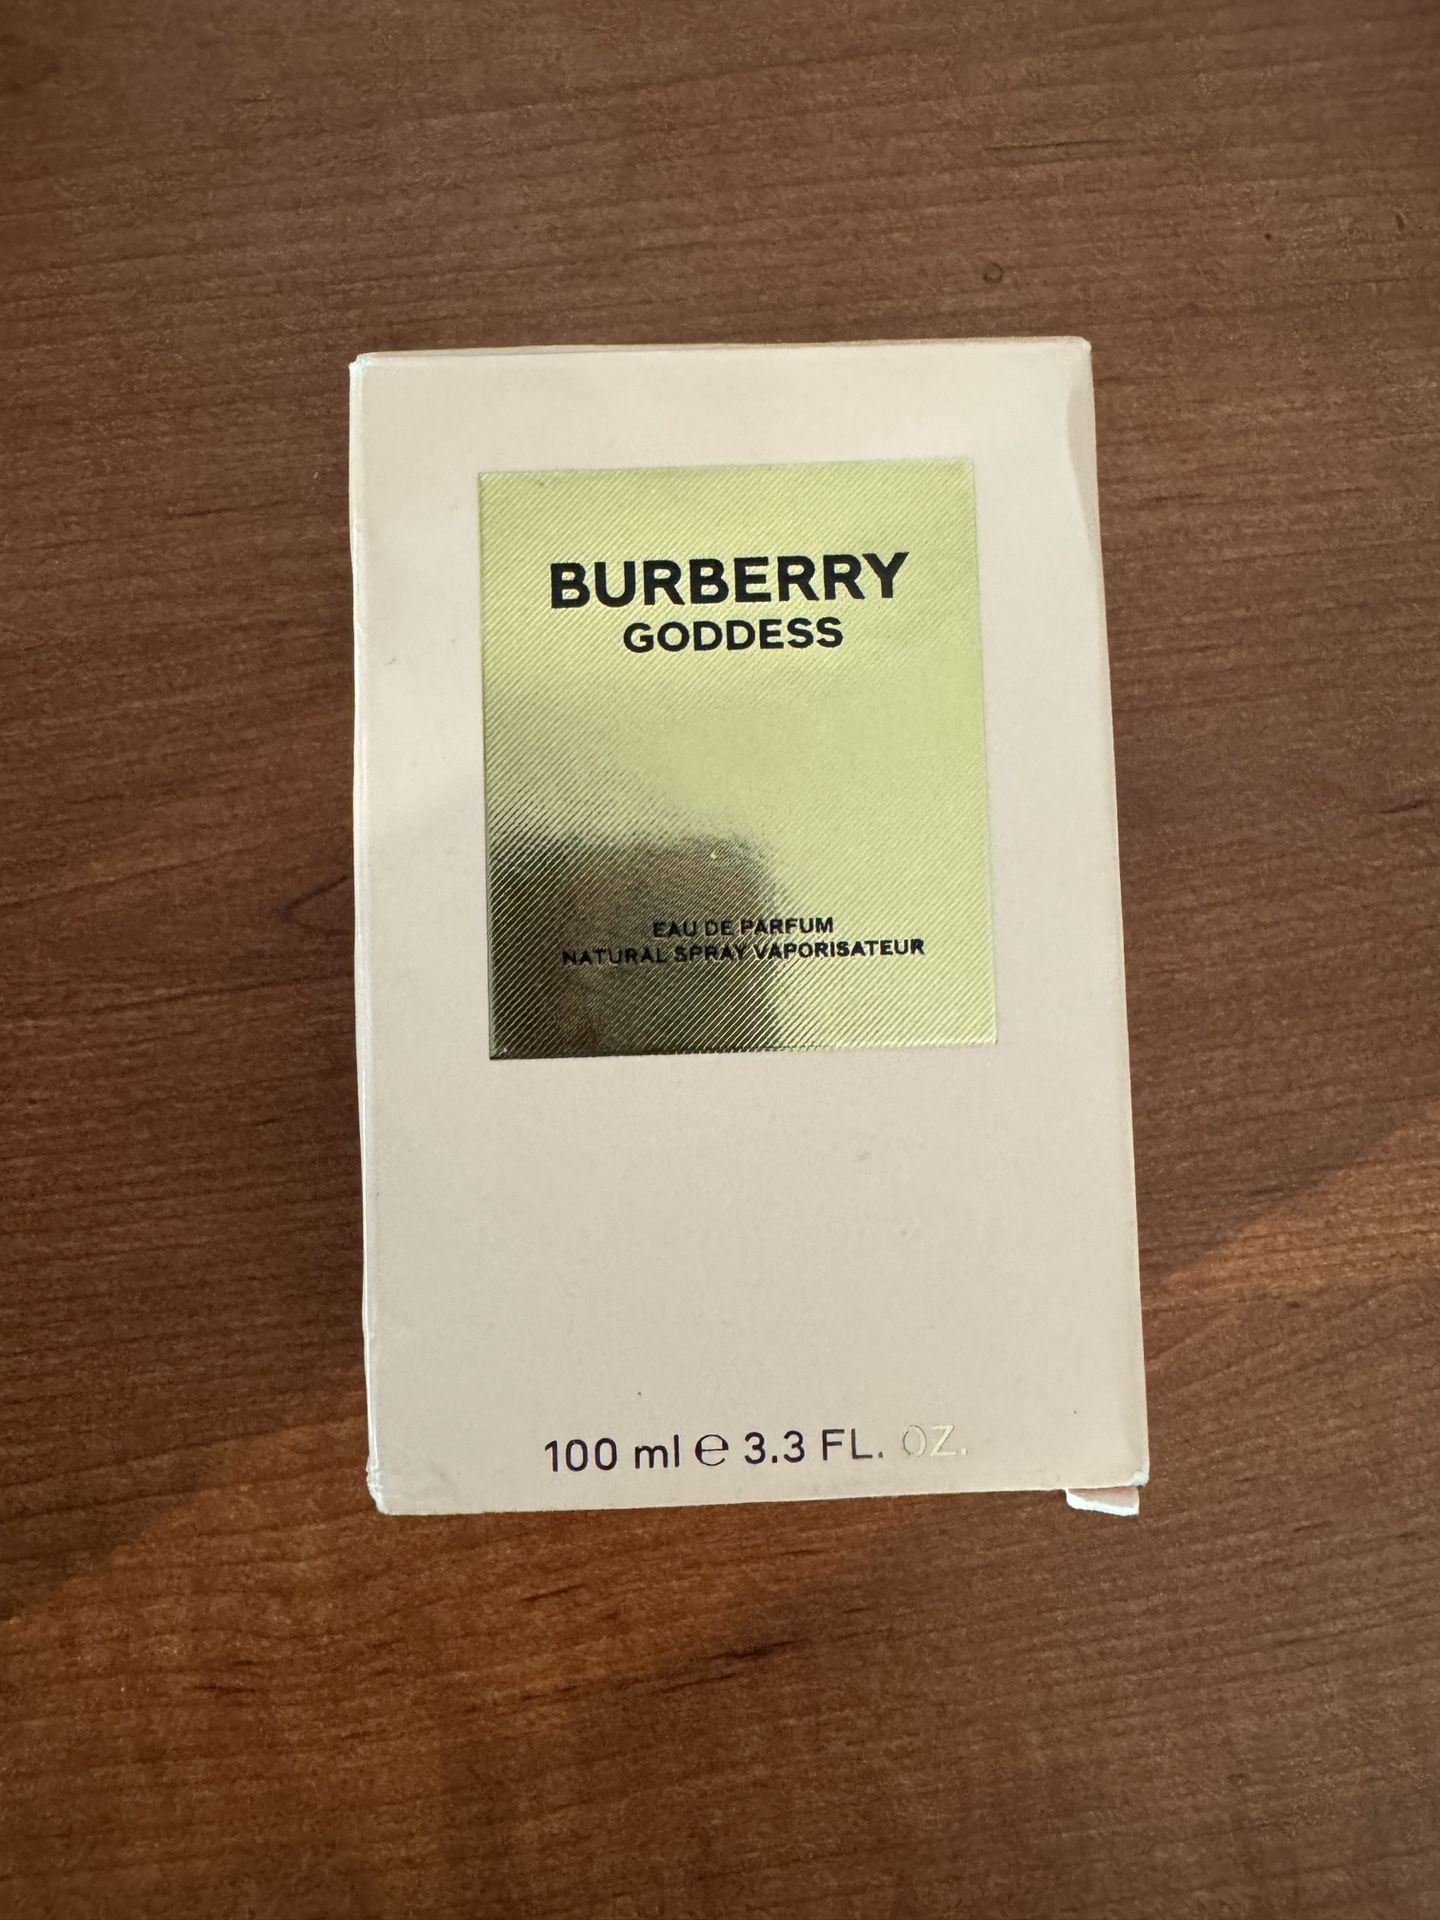 BURBERRY
GODDESS
EAU DE PARFUM
NATURAL SPRAY VAPORISATEUR
100 ml ℮ 3.3 FL. OZ.